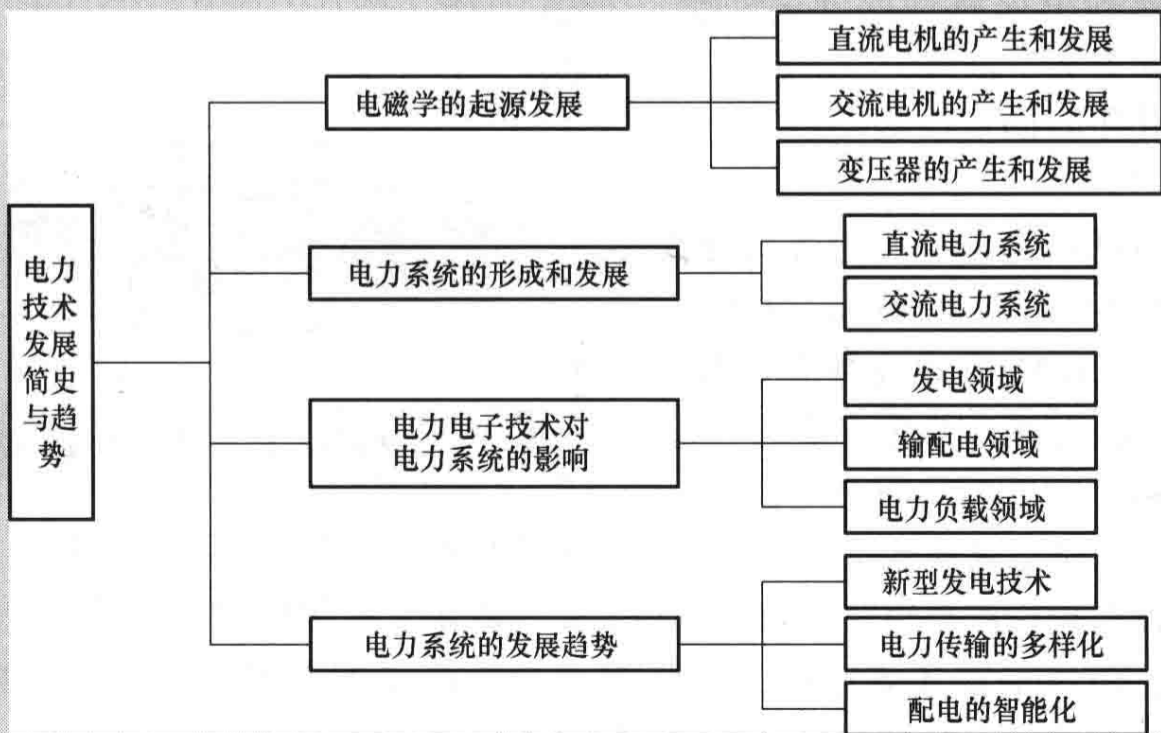 电力
技术
发展
简史
与趋
势
电磁学的起源发展
直流电机的产生和发展
交流电机的产生和发展
变压器的产生和发展
电力系统的形成和发展
直流电力系统
交流电力系统
电力电子技术对
电力系统的影响
发电领域
输配电领域
电力负载领域
电力系统的发展趋势
新型发电技术
电力传输的多样化
配电的智能化